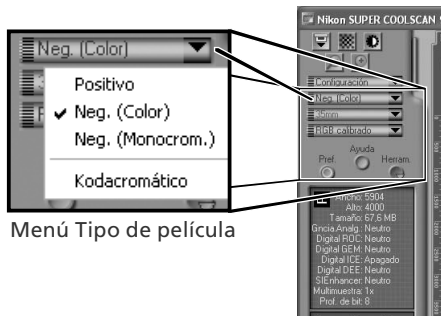 Neg. (Color)
Positivo
Neg. (Color)
Neg. (Monocrom.)
Kodacromático
Menú Tipo de película
Nikon SUPER COOLSCAN
Configuración
Neg. (Color)
35mm
RGB calibrado
Ayuda
Pref.
Herram.
Ancho: 5904
Alto: 4000
Tamaño: 67,6 MB
Gncia.Analg.: Neutro
Digital ROC: Neutro
Digital GEM: Neutro
Digital ICE: Apagado
Digital DEE: Neutro
SIEnhancer: Neutro
Multimuestra: 1x
Prof. de bit: 8